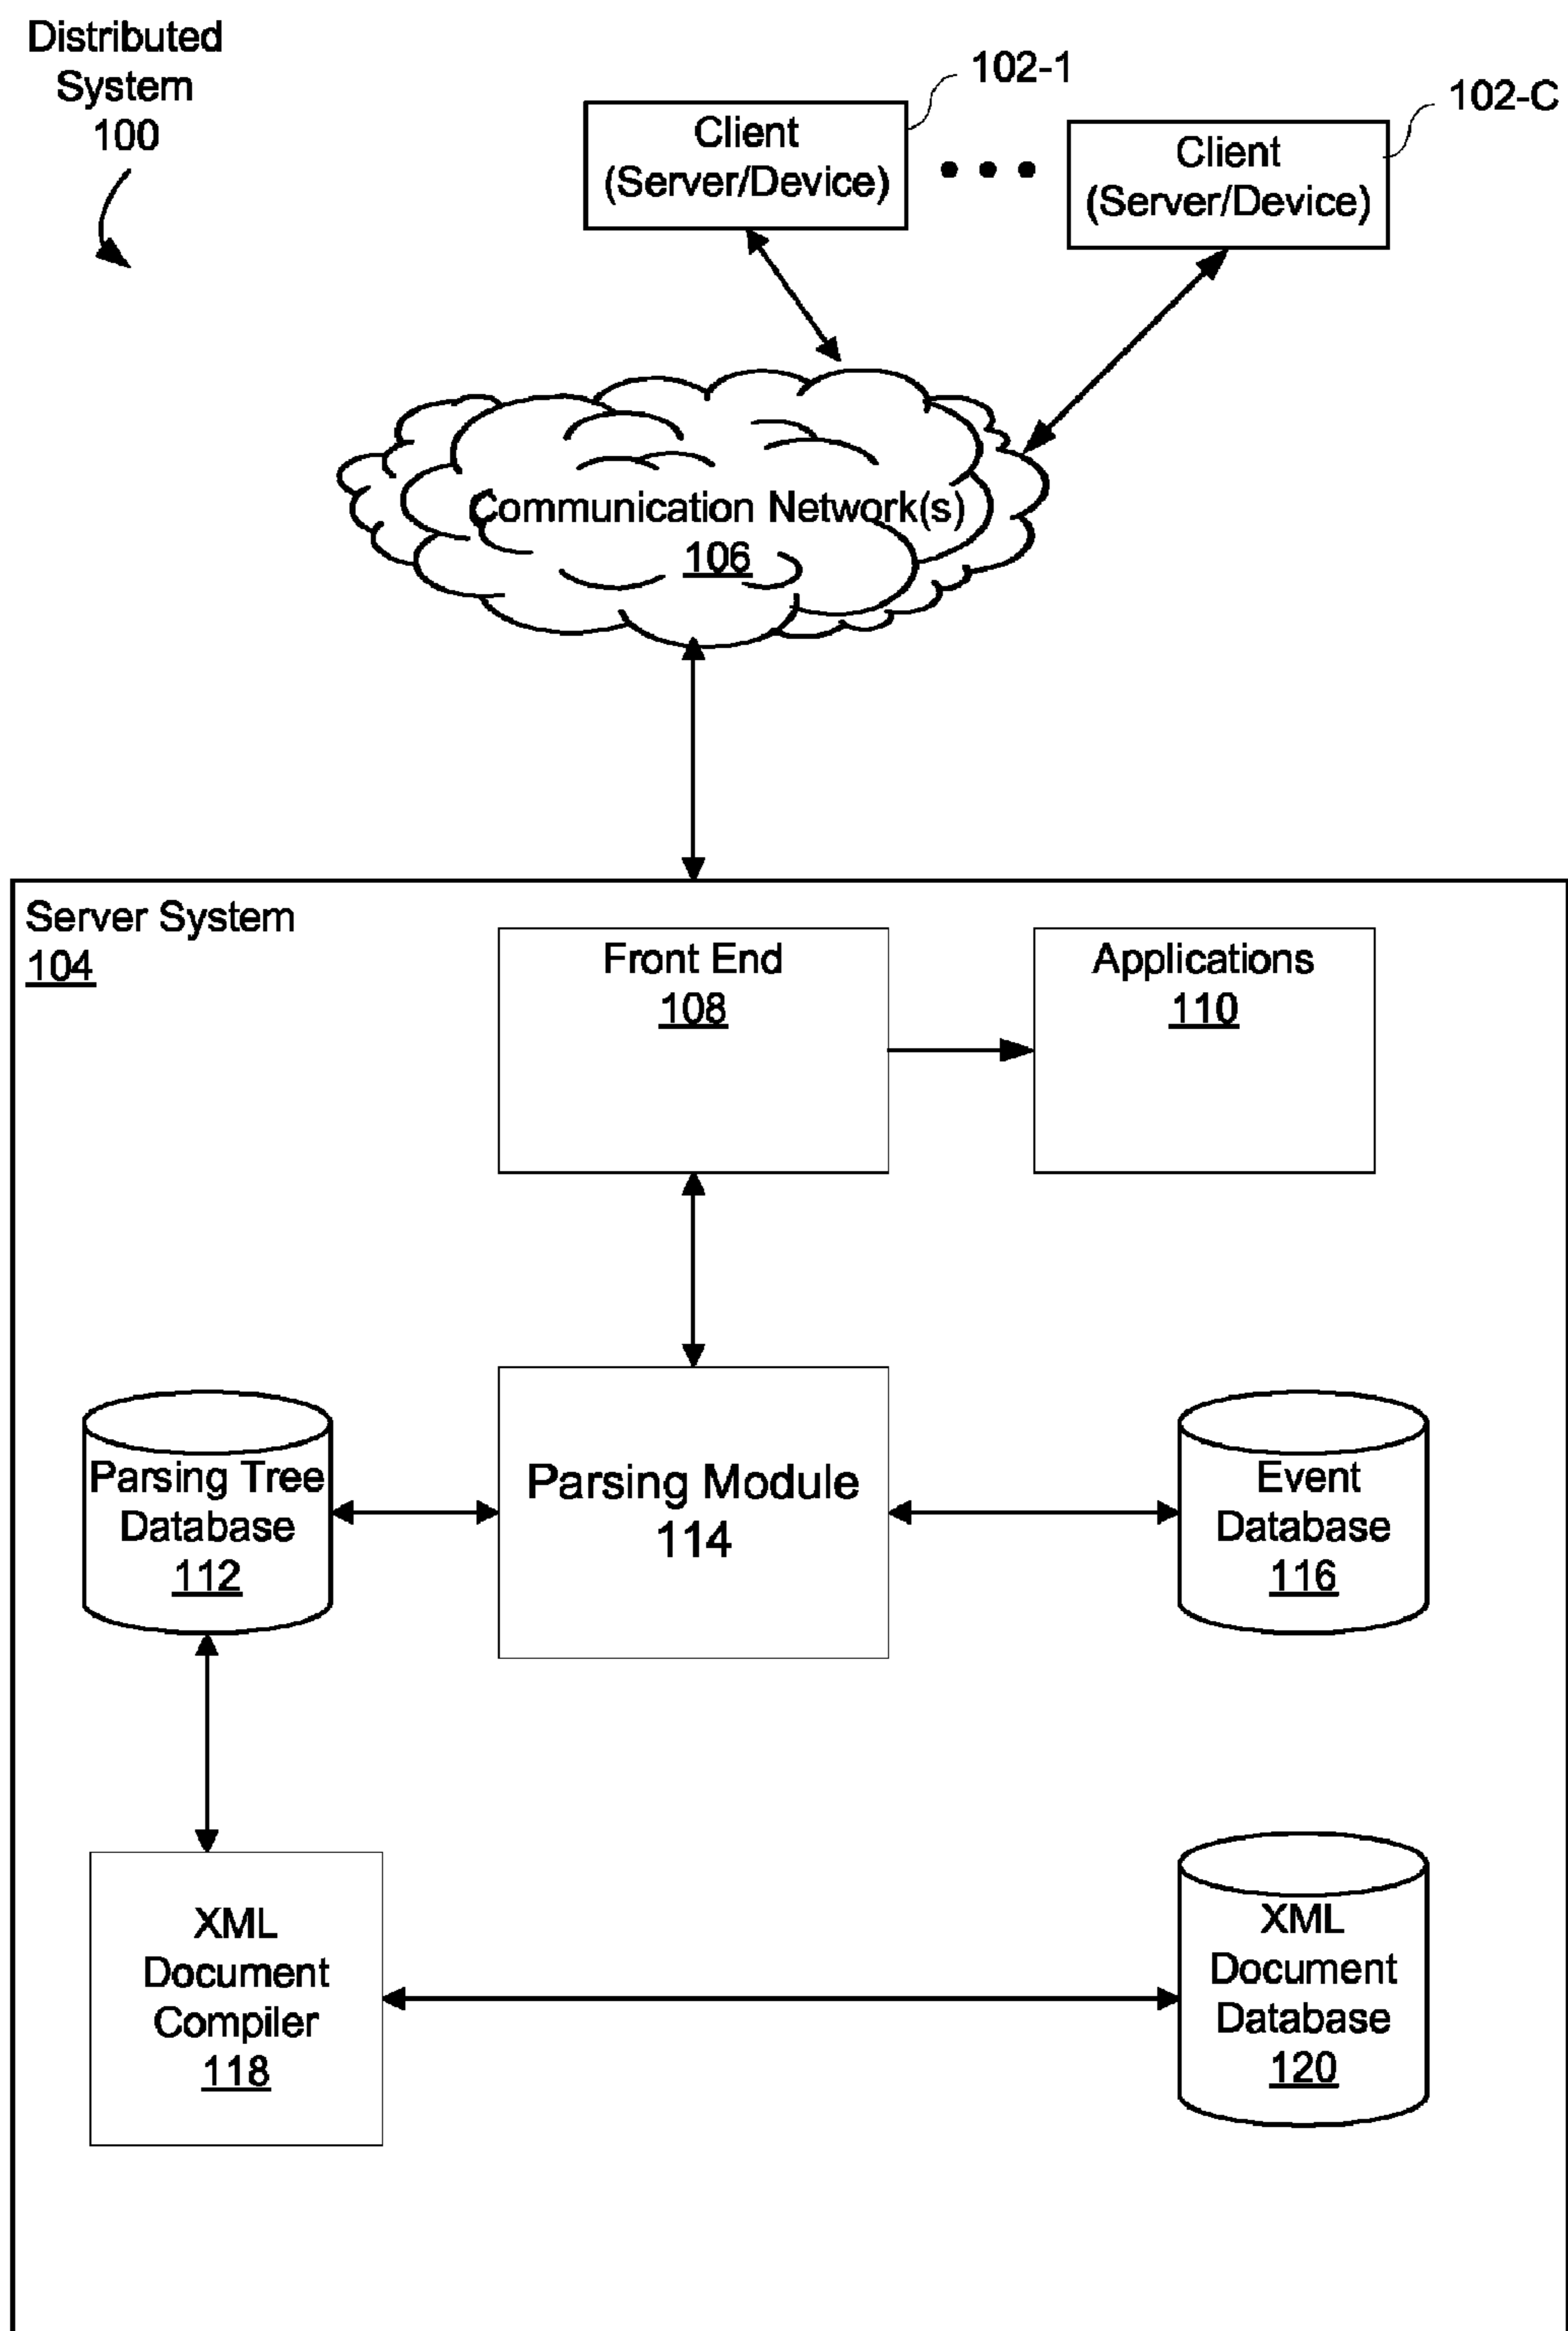 Distributed
System
100
102-1
102-C
Client
(Server/Device)
Client
(Server/Device)
Communication Network(s)
106
Server System
104
Front End
108
Applications
110
Parsing Tree
Database
112
Parsing Module
114
Event
Database
116
XML
Document
Compiler
118
XML
Document
Database
120